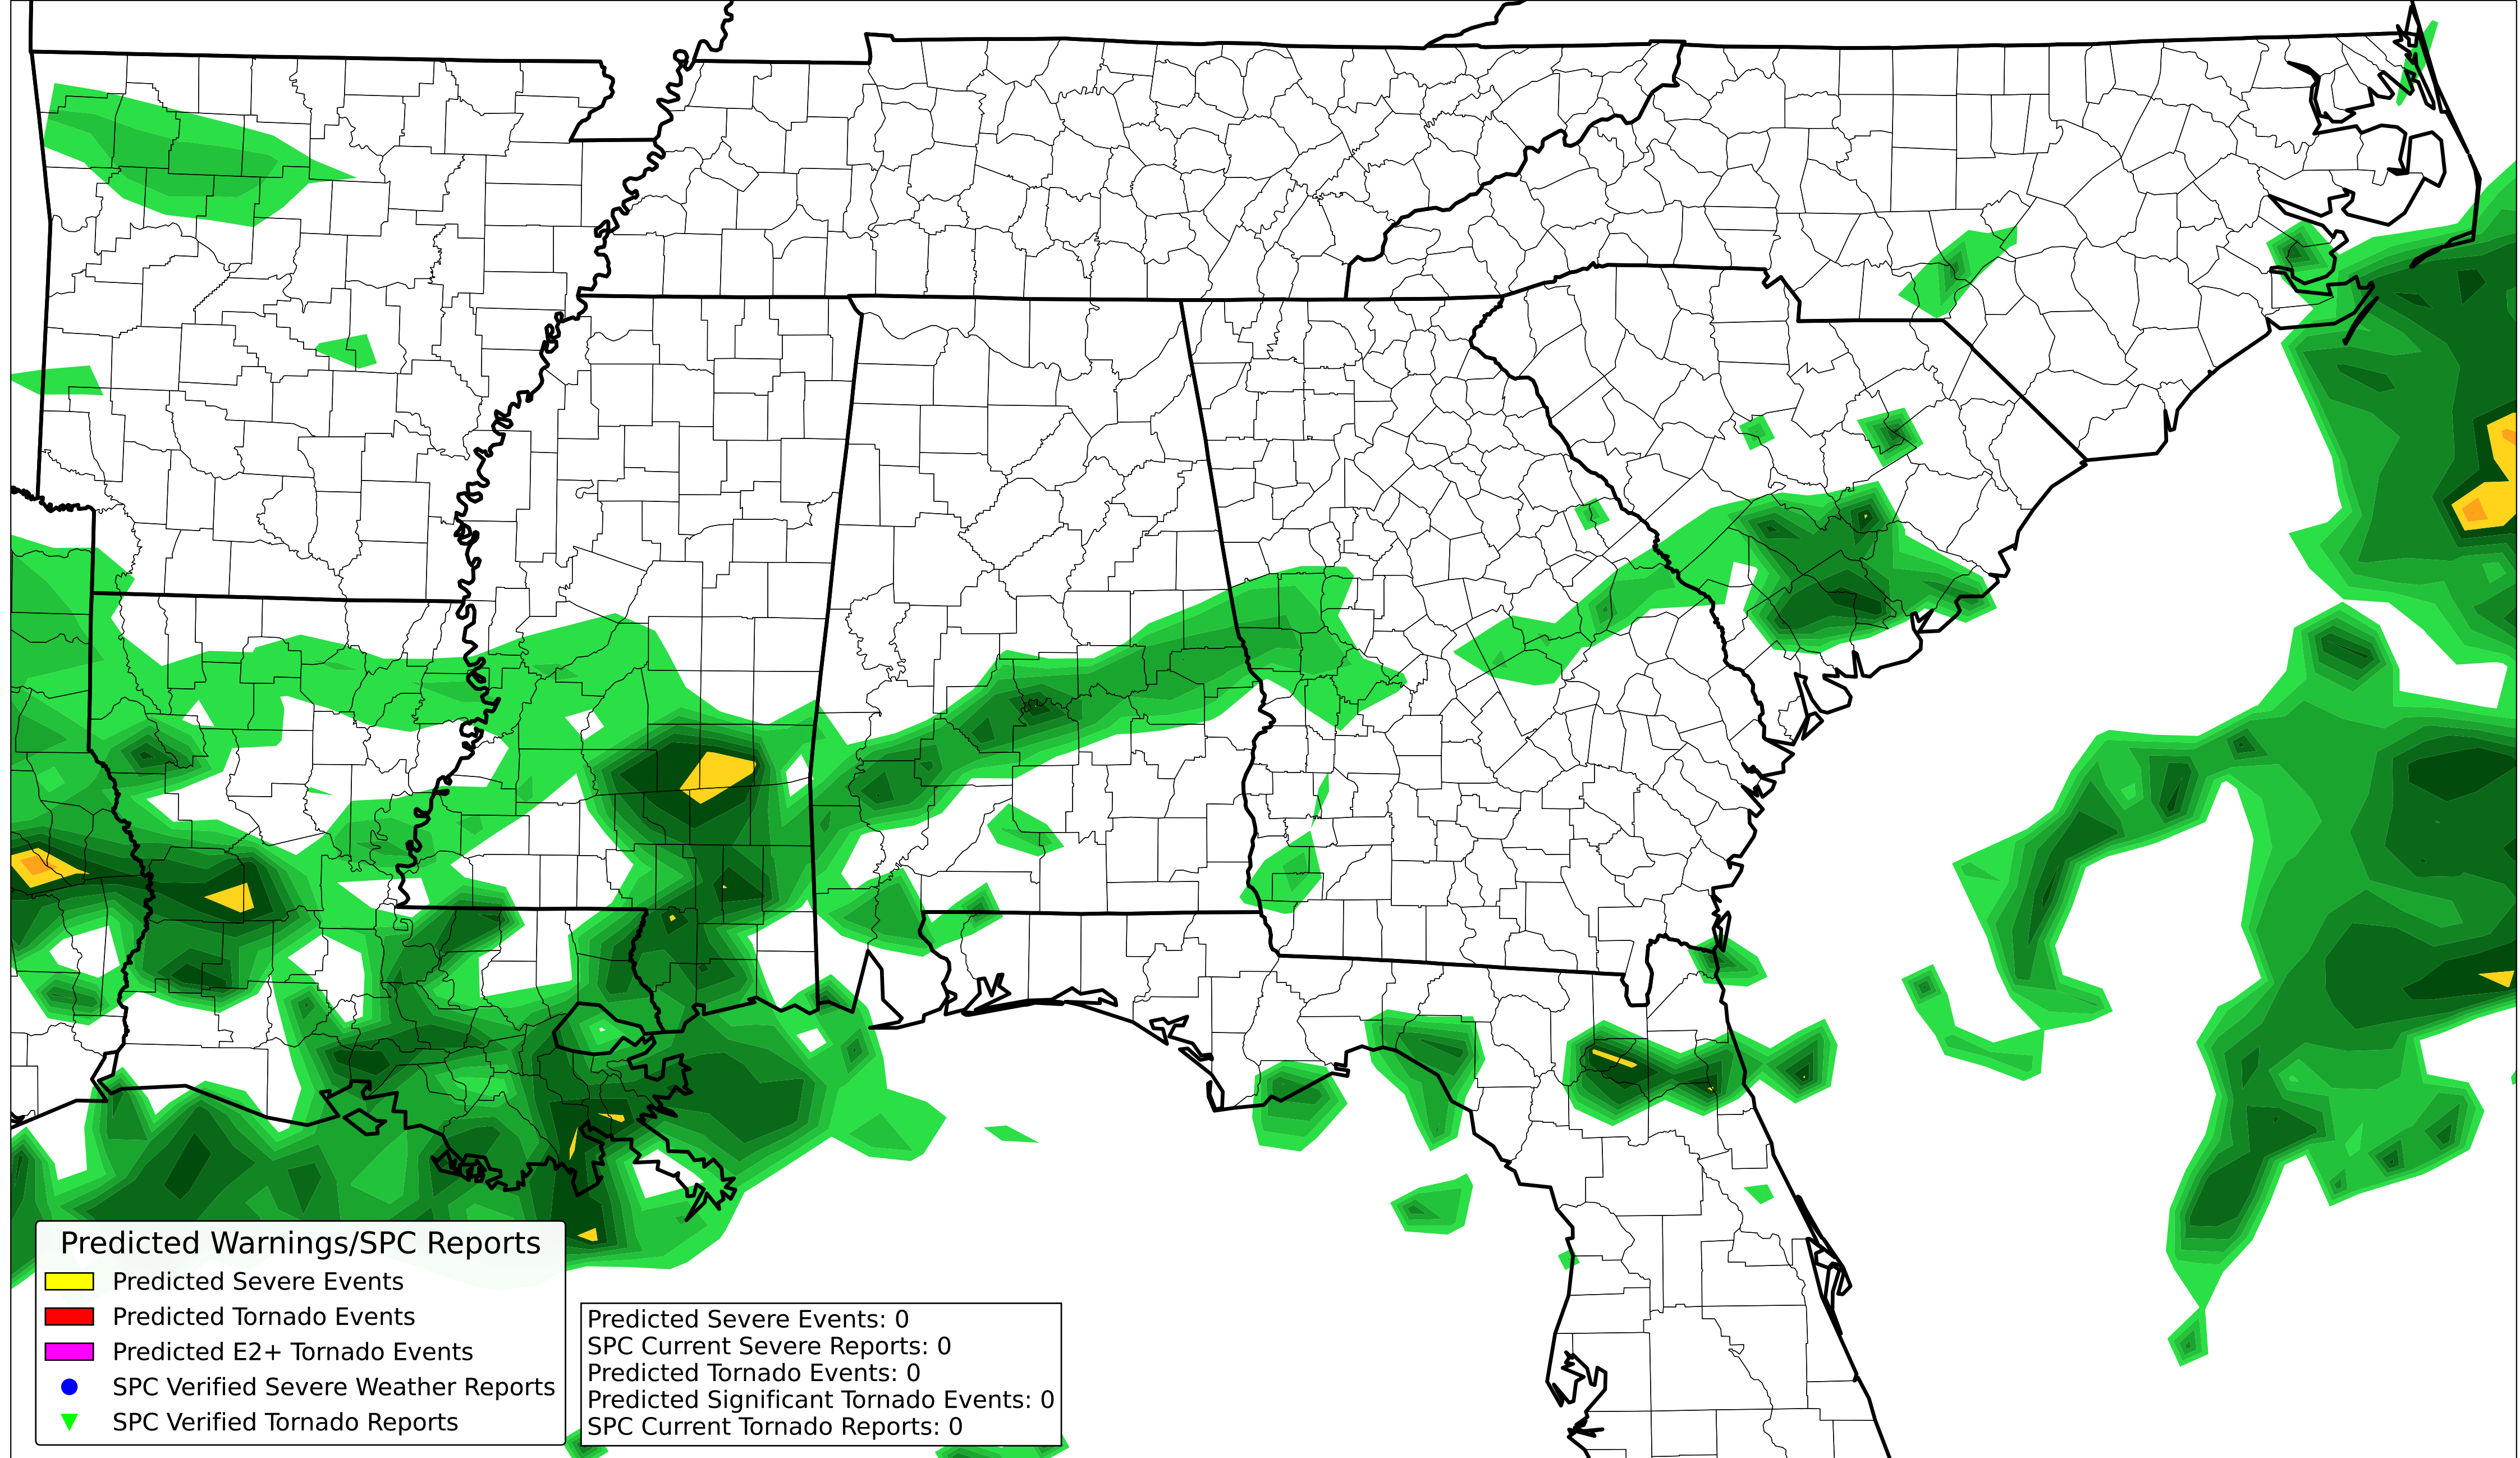 Predicted Warnings/SPC Reports
Predicted Severe Events
Predicted Tornado Events
Predicted E2+ Tornado Events
SPC Verified Severe Weather Reports
SPC Verified Tornado Reports
Predicted Severe Events: 0
SPC Current Severe Reports: 0
Predicted Tornado Events: 0
Predicted Significant Tornado Events: 0
SPC Current Tornado Reports: 0